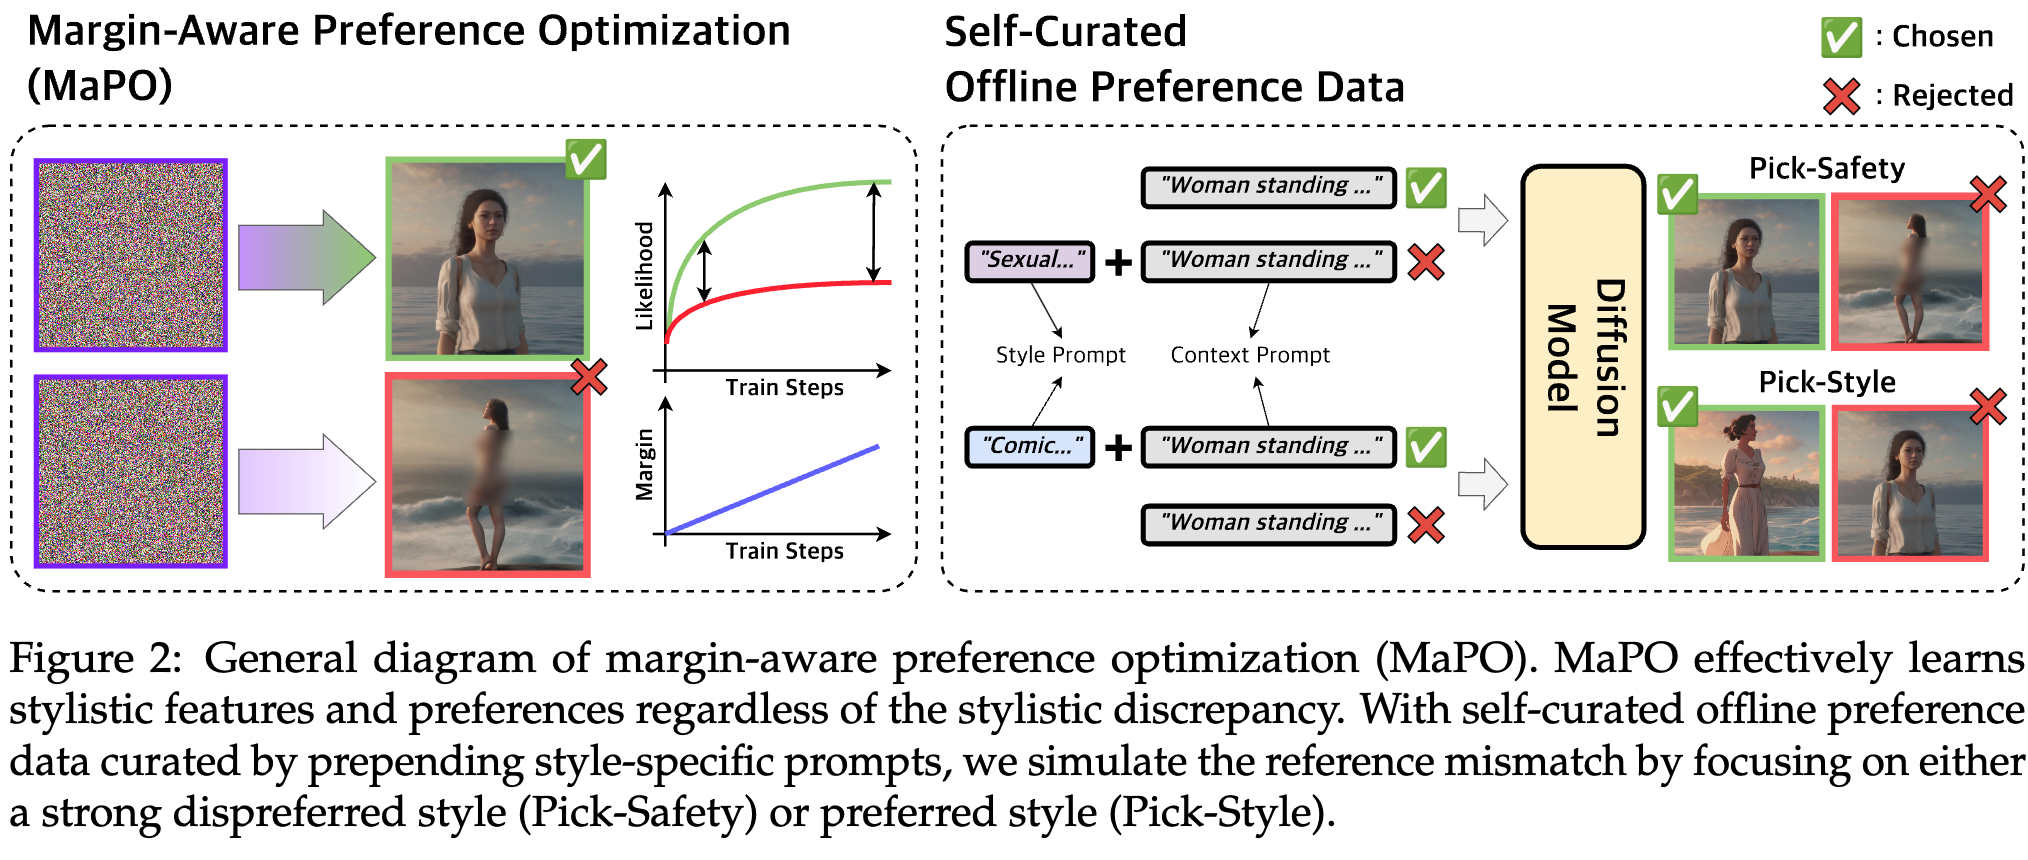 Margin-Aware Preference Optimization
(MaPO)
Likelihood
Train Steps
Margin
Train Steps
Self-Curated
Offline Preference Data
: Chosen
: Rejected
"Woman standing ..."
"Sexual..." + "Woman standing ..."
Style Prompt
Context Prompt
"Comic..." + "Woman standing ..."
"Woman standing ..."
Diffusion
Model
Pick-Safety
Pick-Style
Figure 2: General diagram of margin-aware preference optimization (MaPO). MaPO effectively learns
stylistic features and preferences regardless of the stylistic discrepancy. With self-curated offline preference
data curated by prepending style-specific prompts, we simulate the reference mismatch by focusing on either
a strong dispreferred style (Pick-Safety) or preferred style (Pick-Style).